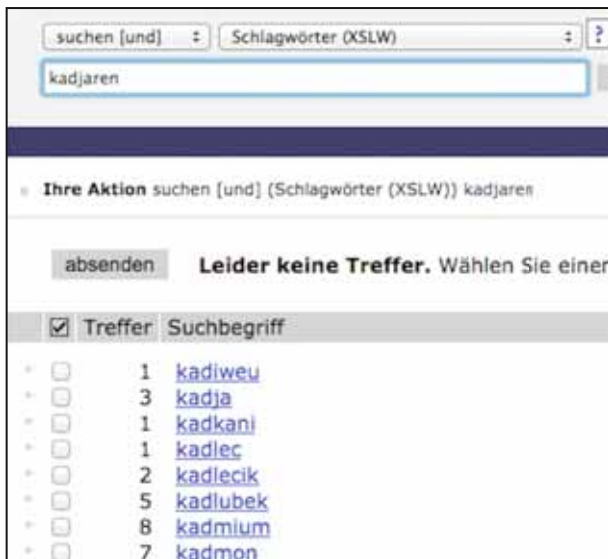 suchen [und] Schlagwörter (XSLW) ?
kadjaren
Ihre Aktion suchen [und] (Schlagwörter (XSLW)) kadjaren
absenden Leider keine Treffer. Wählen Sie einer
Treffer Suchbegriff
1 kadiweu
3 kadja
1 kadkani
1 kadlec
2 kadlecik
5 kadlubek
8 kadmium
7 kadmon